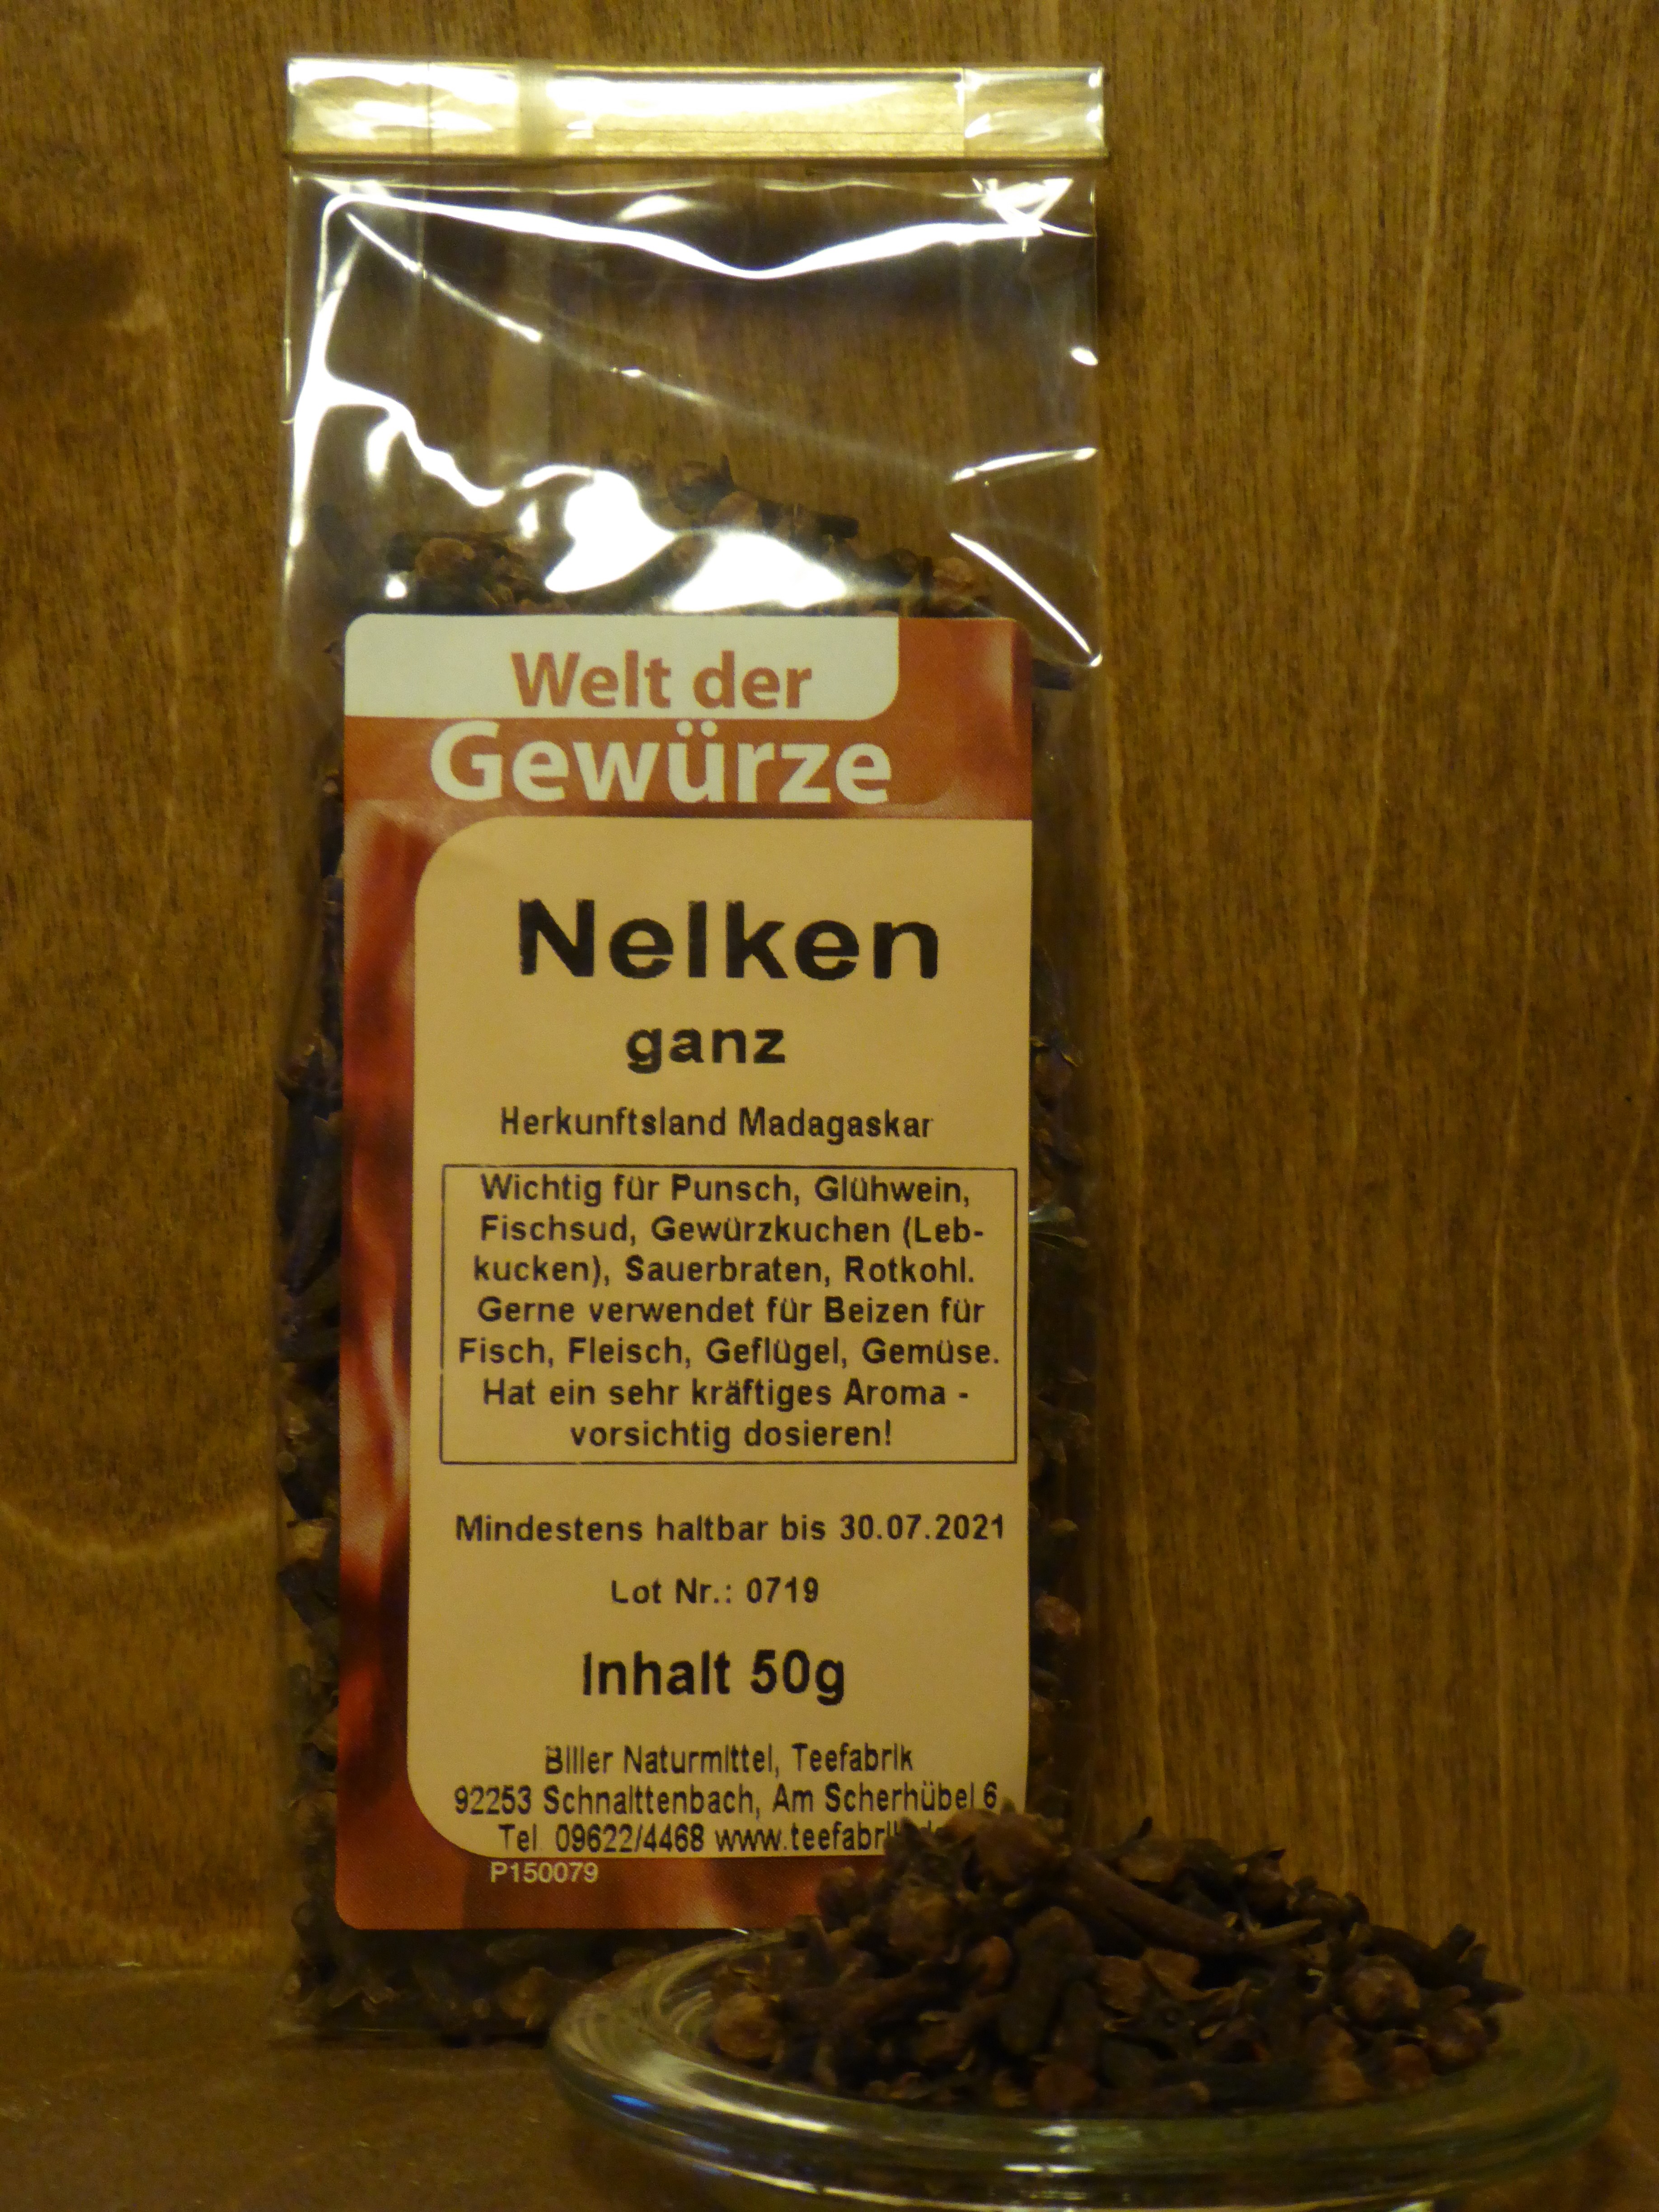 Welt der
Gewürze
Nelken
ganz
Herkunftsland Madagaskar
Wichtig für Punsch, Glühwein,
Fischsud, Gewürzkuchen (Leb-
kucken), Sauerbraten, Rotkohl.
Gerne verwendet für Beizen für
Fisch, Fleisch, Geflügel, Gemüse.
Hat ein sehr kräftiges Aroma -
vorsichtig dosieren!
Mindestens haltbar bis 30.07.2021
Lot Nr.: 0719
Inhalt 50g
Biller Naturmittel, Teefabrik
92253 Schnaittenbach, Am Scherhübel 6
Tel 09622/4468
P150079